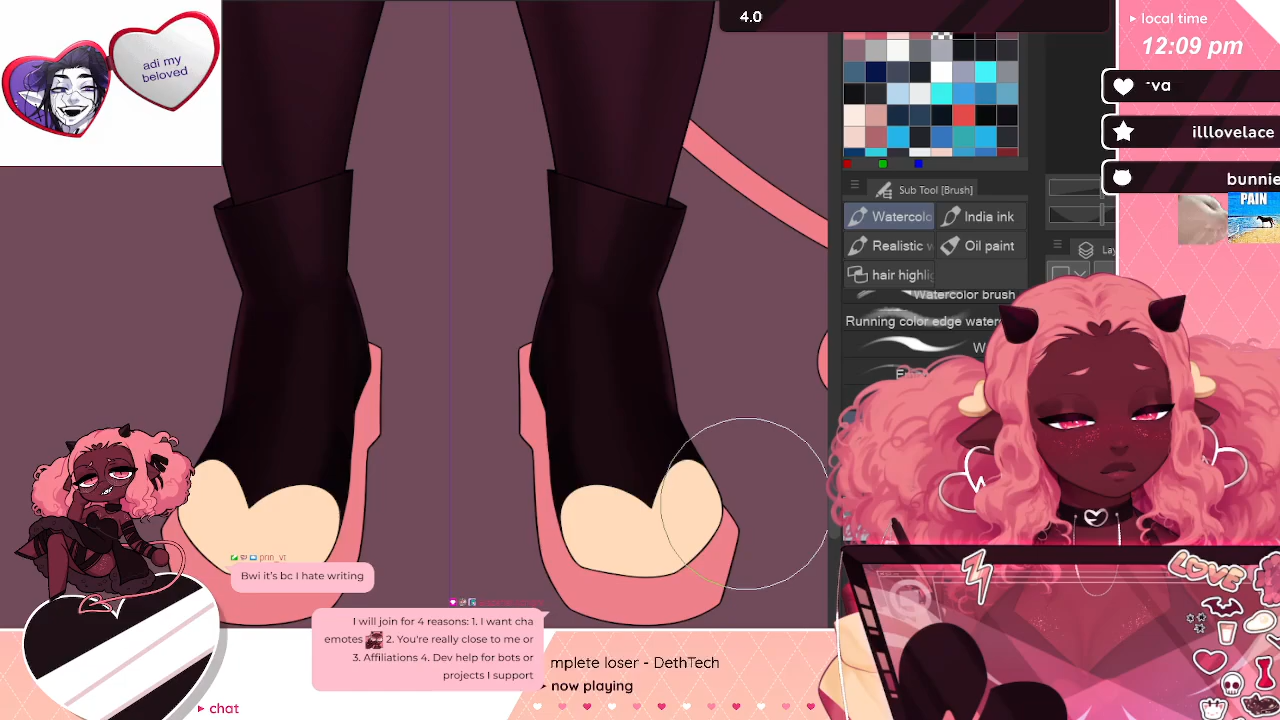 adi my
beloved
4.0
local time
12:09 pm
va
illlovelace
bunnie
PAIN
Sub Tool [Brush]
Watercolo
India ink
Realistic w
Oil paint
hair highlig
Watercolor brush
Running color edge water
W
LOVE
pnn_vt
Bwi it's bc I hate writing
I will join for 4 reasons: 1. I want cha
emotes 2. You're really close to me or
3. Affiliations 4. Dev help for bots or
projects I support
mplete loser - DethTech
now playing
chat